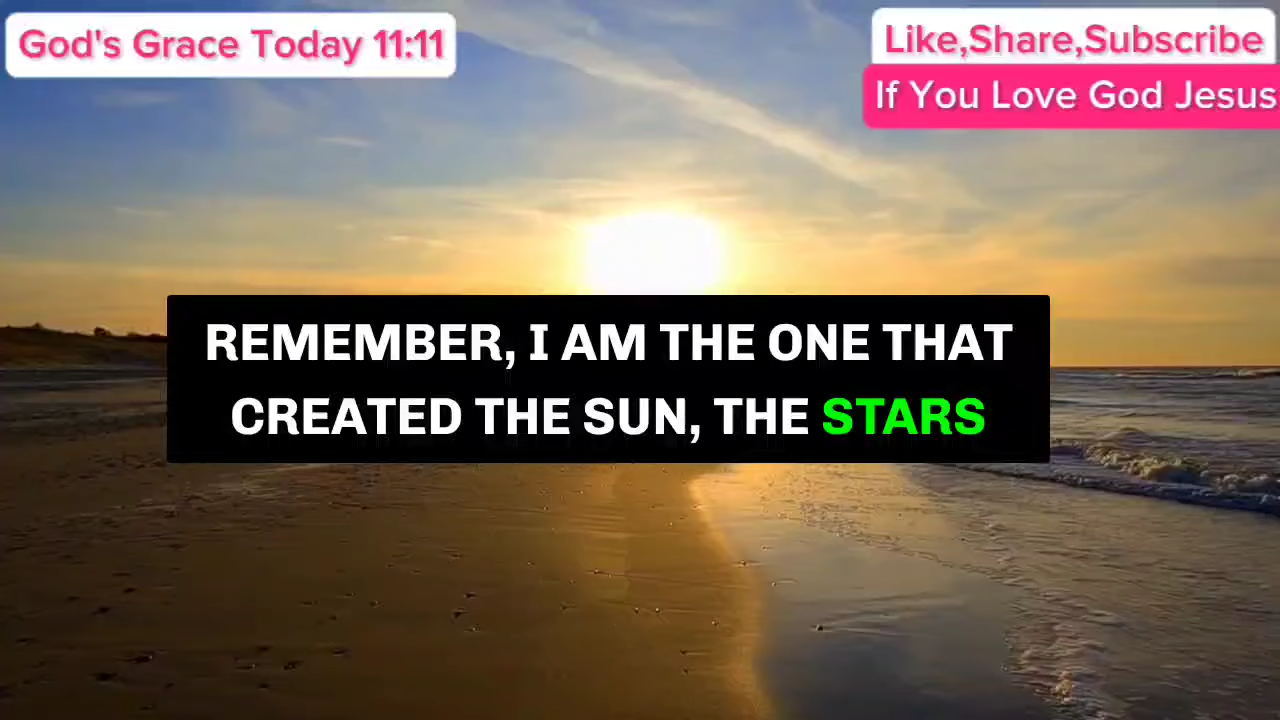 God's Grace Today 11:11
Like,Share,Subscribe
If You Love God Jesus
REMEMBER, I AM THE ONE THAT
CREATED THE SUN, THE STARS